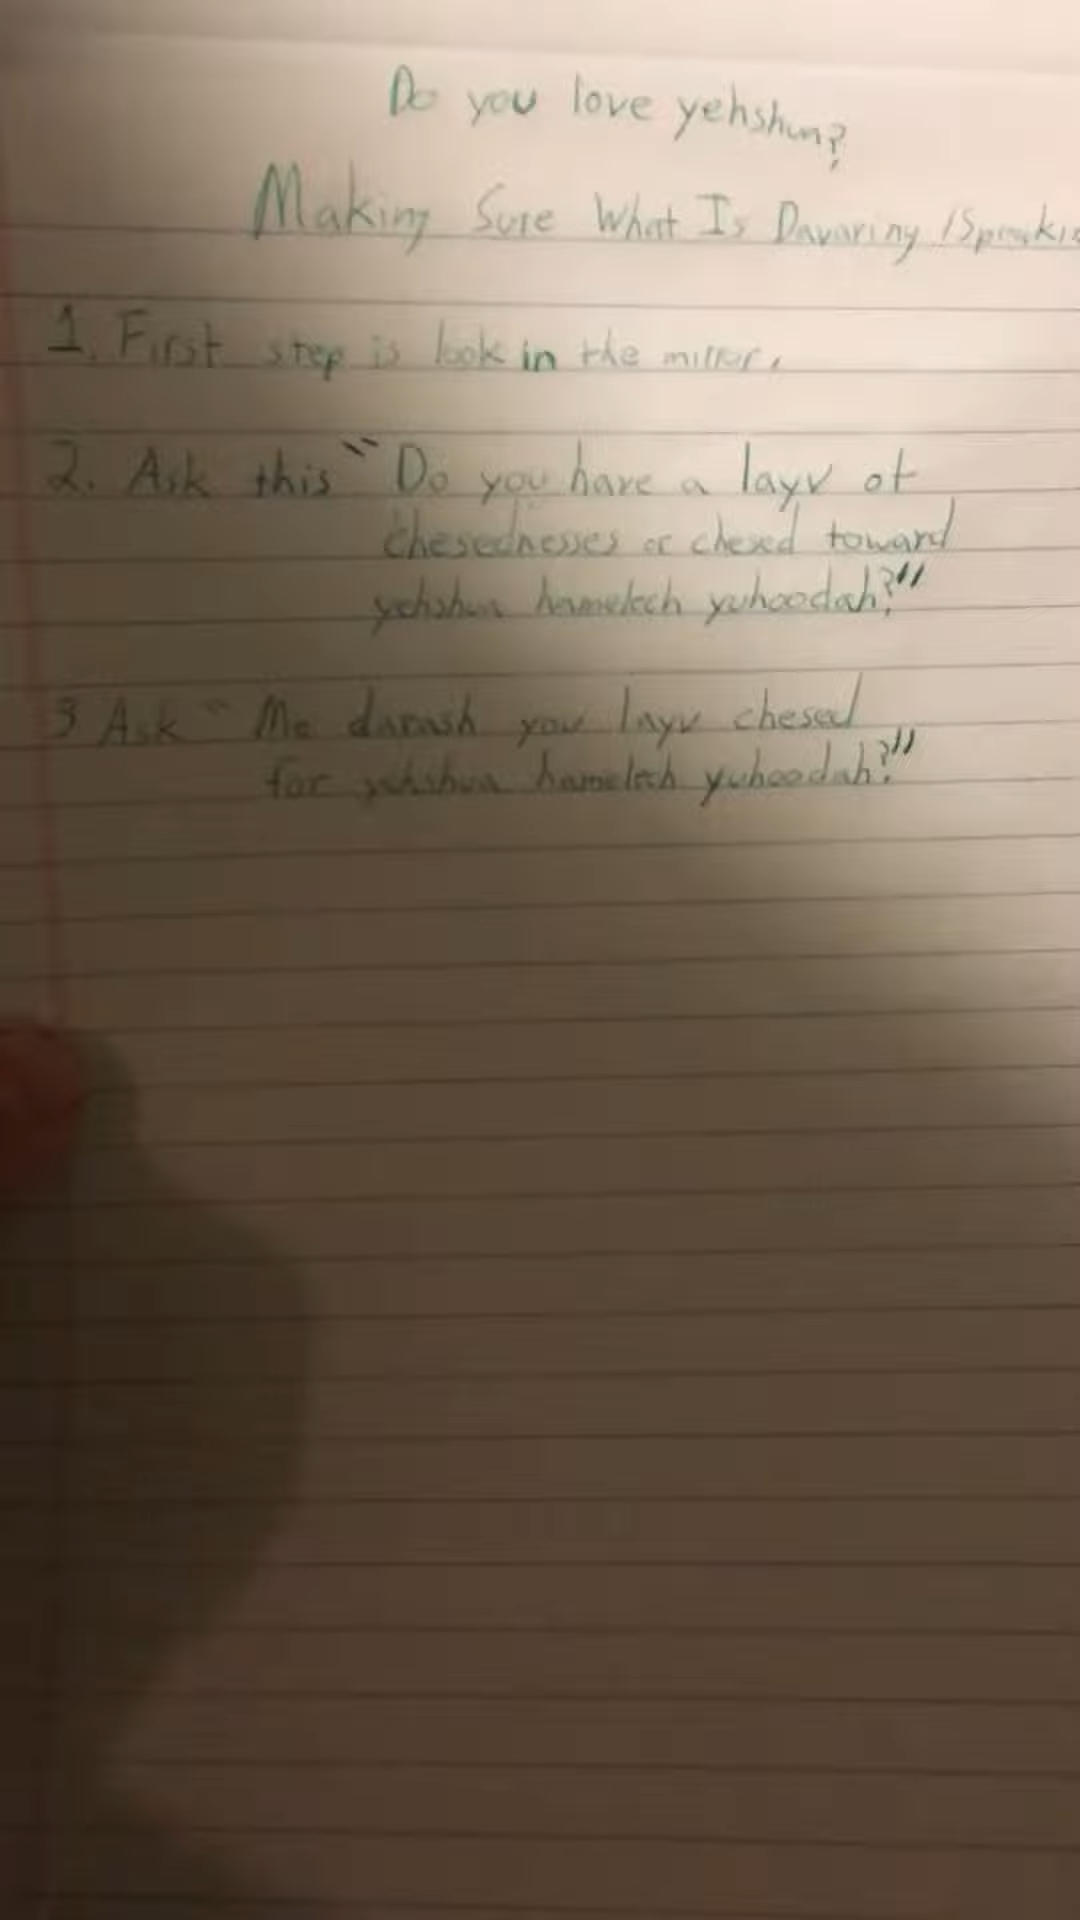 Do you love yehshua?
Making Sure What Is Davaring /Speakin
1. First step is look in the mirror.
2. Ask this "Do you have a layv of
chesednesses or chesed toward
yehshua hamelech yuhoodah?"
3 Ask "Me darash you layv chesed
for yehshua hamelech yuhoodah?"